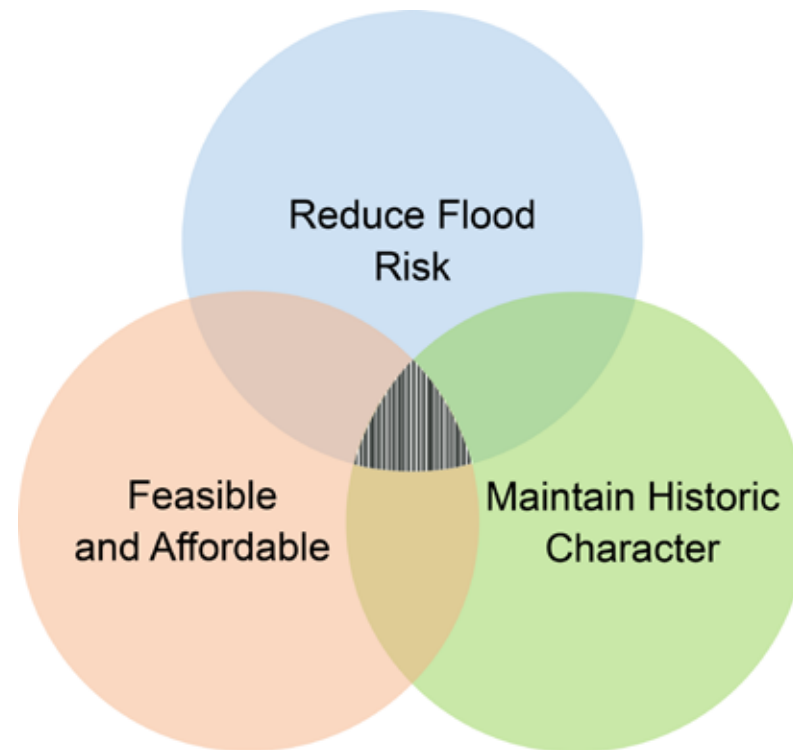 Reduce Flood
Risk
Feasible
and Affordable
Maintain Historic
Character